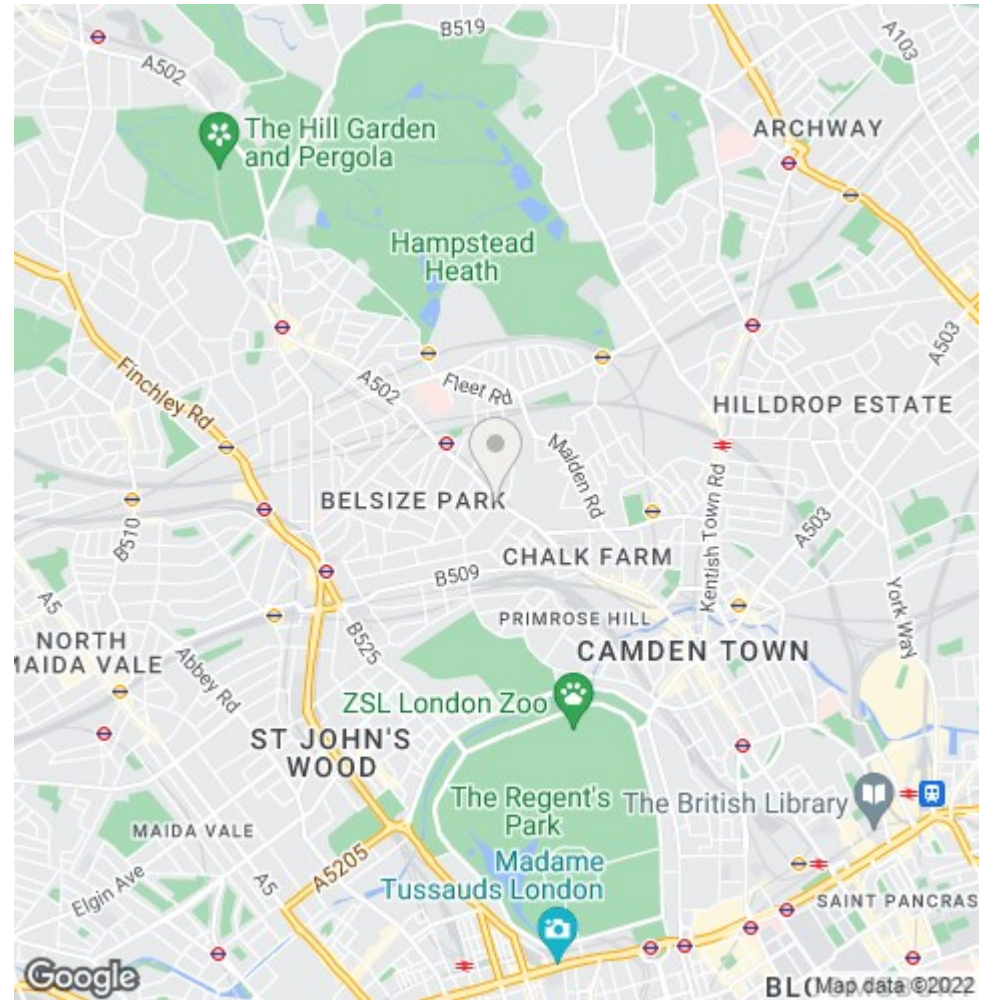 B519
A502
A103
The Hill Garden
and Pergola
ARCHWAY
Hampstead
Heath
A503
Finchley Rd
A502
Fleet Rd
HILLDROP ESTATE
Malden Rd
BELSIZE PARK
Kentish Town Rd
A503
B510
CHALK FARM
B509
A5
PRIMROSE HILL
York Way
NORTH
MAIDA VALE
Abbey Rd
B525
CAMDEN TOWN
ZSL London Zoo
ST JOHN'S
WOOD
The Regent's
Park
The British Library
MAIDA VALE
A5205
Madame
Tussauds London
Elgin Ave
A5
SAINT PANCRAS
Google
Map data ©2022